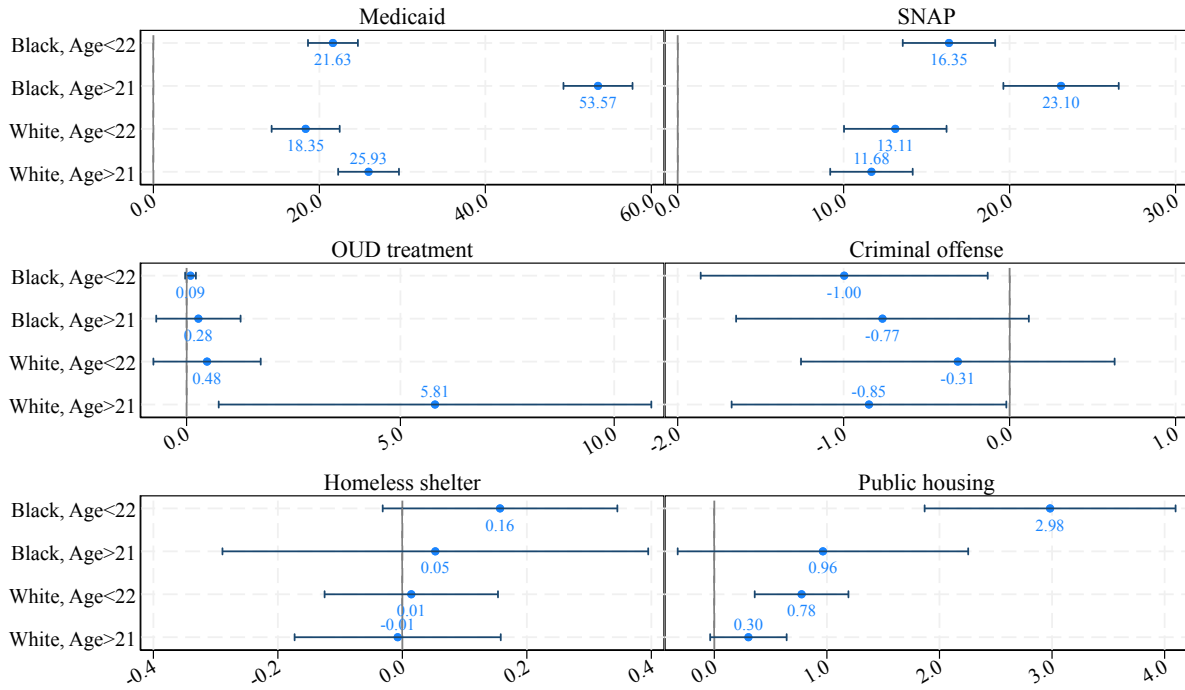 Medicaid
SNAP
Black, Age<22
21.63
16.35
Black, Age>21
53.57
23.10
White, Age<22
18.35
13.11
White, Age>21
25.93
11.68
0.0
20.0
40.0
60.0
0.0
10.0
20.0
30.0
OUD treatment
Criminal offense
Black, Age<22
0.09
-1.00
Black, Age>21
0.28
-0.77
White, Age<22
0.48
-0.31
White, Age>21
5.81
-0.85
0.0
5.0
10.0
-2.0
-1.0
0.0
1.0
Homeless shelter
Public housing
Black, Age<22
0.16
2.98
Black, Age>21
0.05
0.96
White, Age<22
0.01
0.78
White, Age>21
-0.01
0.30
-0.4
-0.2
0.0
0.2
0.4
0.0
1.0
2.0
3.0
4.0